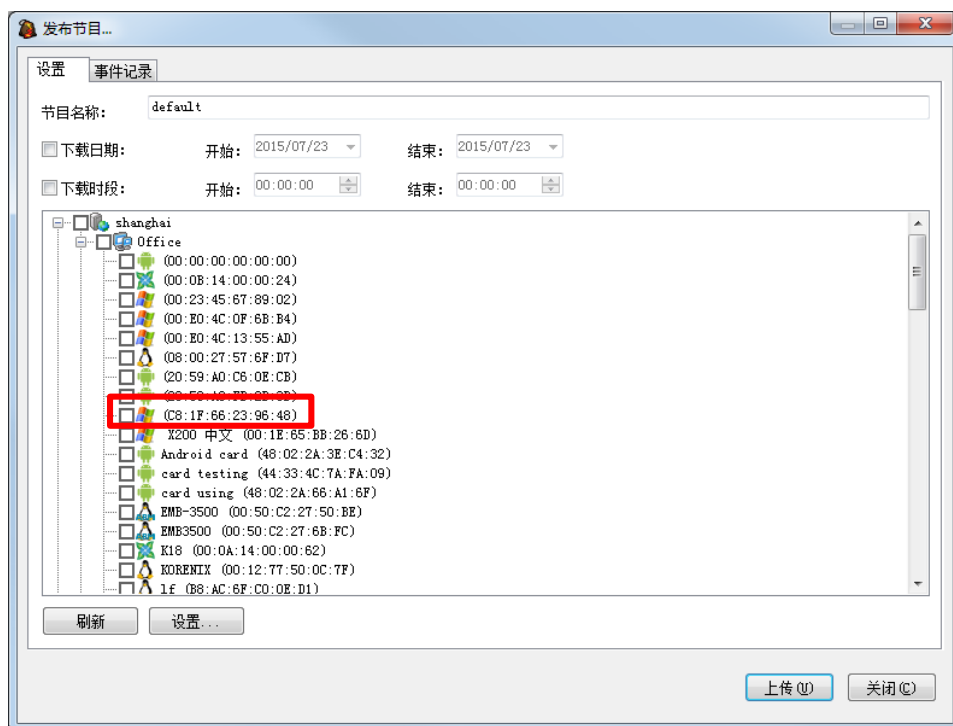 发布节目...
设置 事件记录
节目名称: default
下载日期: 开始: 2015/07/23 结束: 2015/07/23
下载时段: 开始: 00:00:00 结束: 00:00:00
shanghai
Office
(00:00:00:00:00:00)
(00:0B:14:00:00:24)
(00:23:45:67:89:02)
(00:E0:4C:0F:6B:B4)
(00:E0:4C:13:55:AD)
(08:00:27:57:6F:D7)
(20:59:A0:C6:0E:CB)
(C8:1F:66:23:96:48)
X200 中文 (00:1E:65:BB:26:6D)
Android card (48:02:2A:3E:C4:32)
card testing (44:33:4C:7A:FA:09)
card using (48:02:2A:66:A1:6F)
EMB-3500 (00:50:C2:27:50:BE)
EMB3500 (00:50:C2:27:6B:FC)
K18 (00:0A:14:00:00:62)
KORENIX (00:12:77:50:0C:7F)
lf (B8:AC:6F:C0:0E:D1)
刷新 设置...
上传(U) 关闭(C)